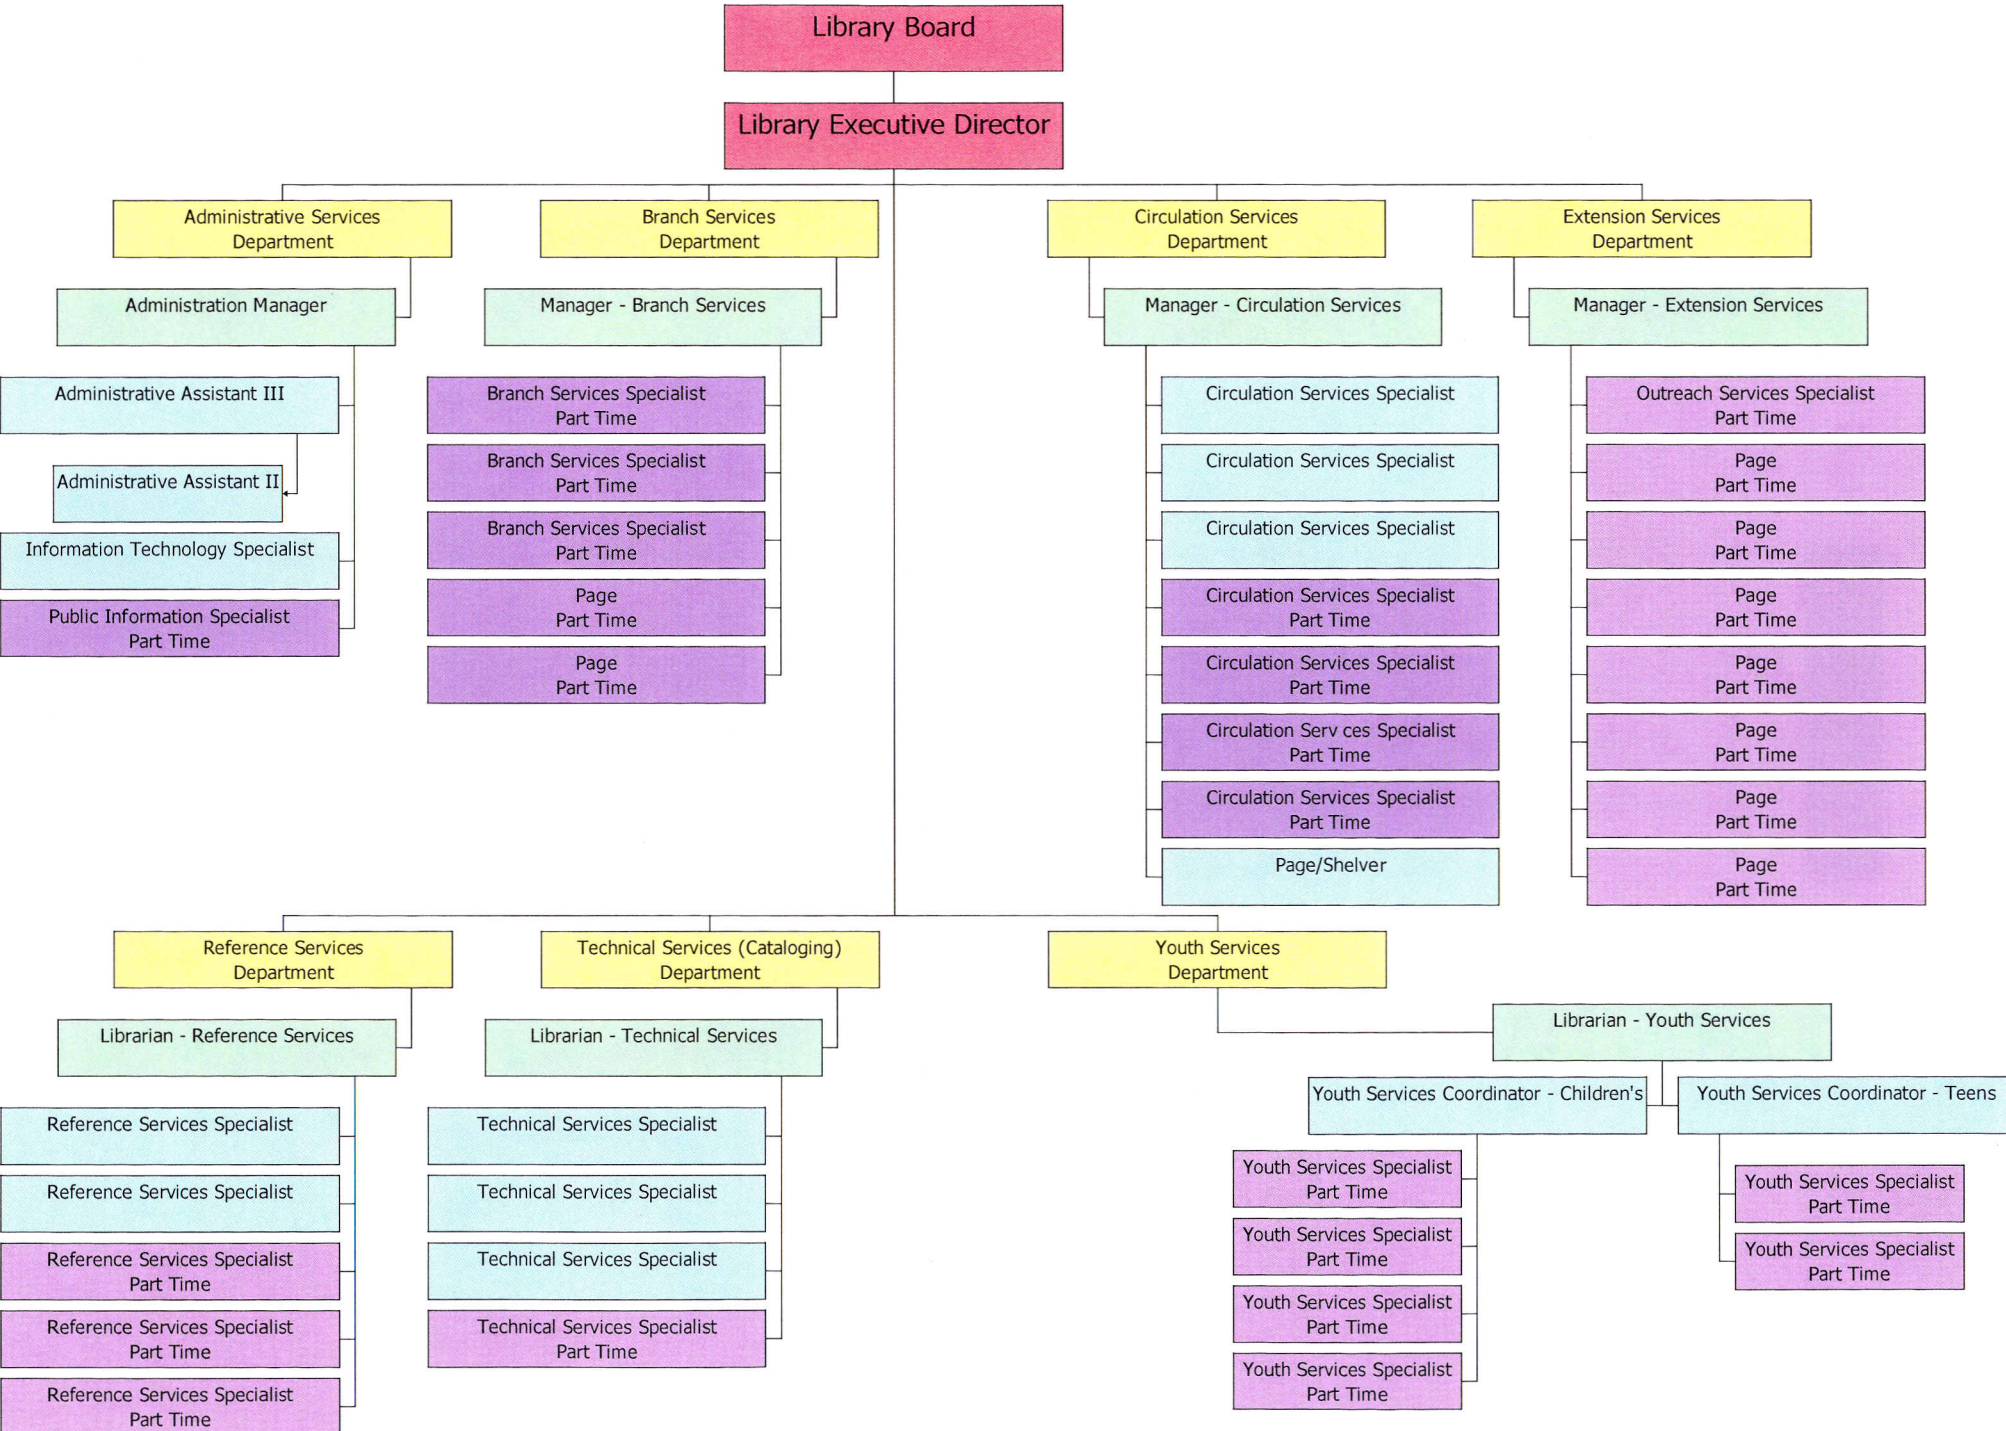 Library Board
Library Executive Director
Administrative Services
Department
Administration Manager
Administrative Assistant III
Administrative Assistant II
Information Technology Specialist
Public Information Specialist
Part Time
Branch Services
Department
Manager - Branch Services
Branch Services Specialist
Part Time
Branch Services Specialist
Part Time
Branch Services Specialist
Part Time
Page
Part Time
Page
Part Time
Circulation Services
Department
Manager - Circulation Services
Circulation Services Specialist
Circulation Services Specialist
Circulation Services Specialist
Circulation Services Specialist
Part Time
Circulation Services Specialist
Part Time
Circulation Serv ces Specialist
Part Time
Circulation Services Specialist
Part Time
Page/Shelver
Extension Services
Department
Manager - Extension Services
Outreach Services Specialist
Part Time
Page
Part Time
Page
Part Time
Page
Part Time
Page
Part Time
Page
Part Time
Page
Part Time
Page
Part Time
Reference Services
Department
Librarian - Reference Services
Reference Services Specialist
Reference Services Specialist
Reference Services Specialist
Part Time
Reference Services Specialist
Part Time
Reference Services Specialist
Part Time
Technical Services (Cataloging)
Department
Librarian - Technical Services
Technical Services Specialist
Technical Services Specialist
Technical Services Specialist
Technical Services Specialist
Part Time
Youth Services
Department
Librarian - Youth Services
Youth Services Coordinator - Children's
Youth Services Specialist
Part Time
Youth Services Specialist
Part Time
Youth Services Specialist
Part Time
Youth Services Specialist
Part Time
Youth Services Coordinator - Teens
Youth Services Specialist
Part Time
Youth Services Specialist
Part Time